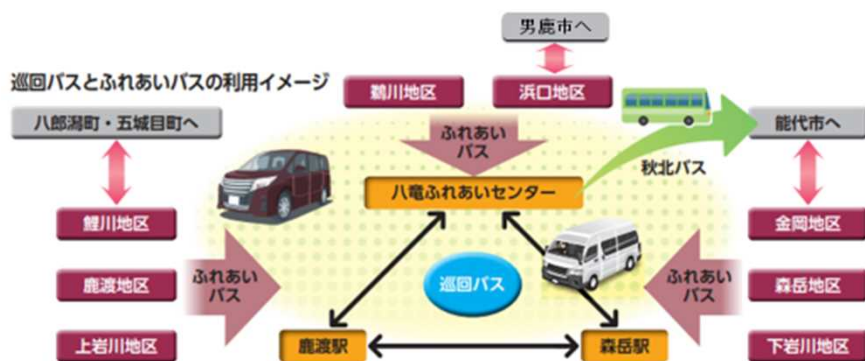 男鹿市へ
巡回バスとふれあいバスの利用イメージ
鵜川地区
浜口地区
八郎潟町・五城目町へ
能代市へ
ふれあい
バス
秋北バス
八竜ふれあいセンター
鯉川地区
金岡地区
ふれあい
バス
鹿渡地区
巡回バス
ふれあい
バス
森岳地区
上岩川地区
鹿渡駅
森岳駅
下岩川地区